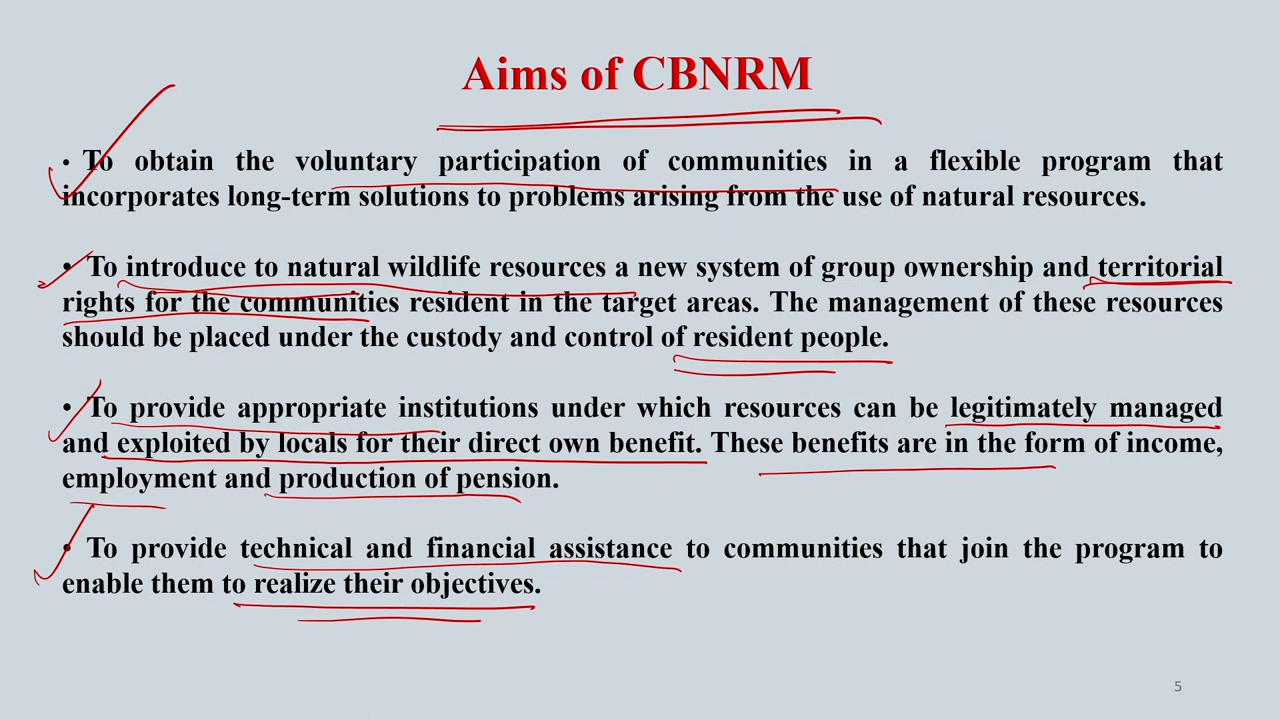 Aims of CBNRM
• To obtain the voluntary participation of communities in a flexible program that
incorporates long-term solutions to problems arising from the use of natural resources.
• To introduce to natural wildlife resources a new system of group ownership and territorial
rights for the communities resident in the target areas. The management of these resources
should be placed under the custody and control of resident people.
• To provide appropriate institutions under which resources can be legitimately managed
and exploited by locals for their direct own benefit. These benefits are in the form of income,
employment and production of pension.
• To provide technical and financial assistance to communities that join the program to
enable them to realize their objectives.
5